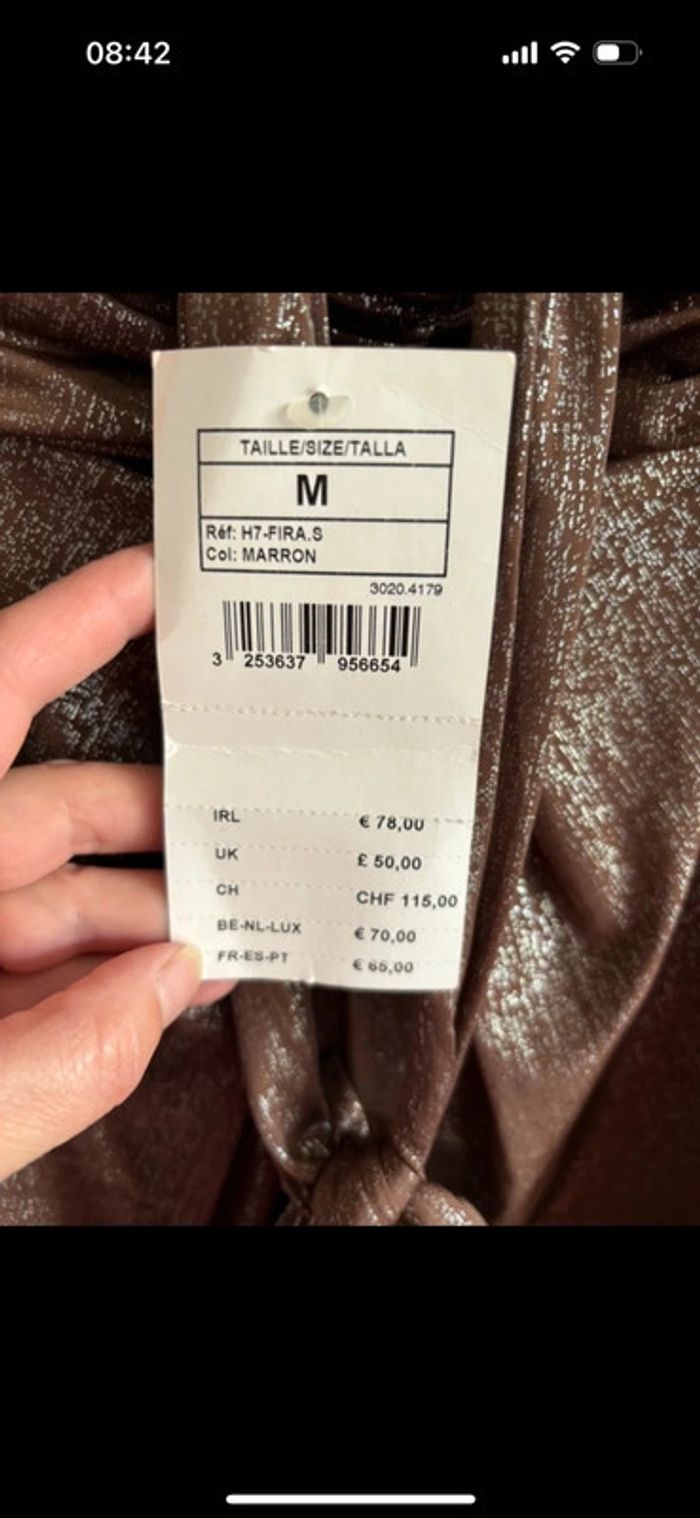 08:42
TAILLE/SIZE/TALLA
M
Réf: H7-FIRA.S
Col: MARRON
3020.4179
3 253637 956654
IRL € 78,00
UK £ 50,00
CH CHF 115,00
BE-NL-LUX € 70,00
FR-ES-PT € 65,00